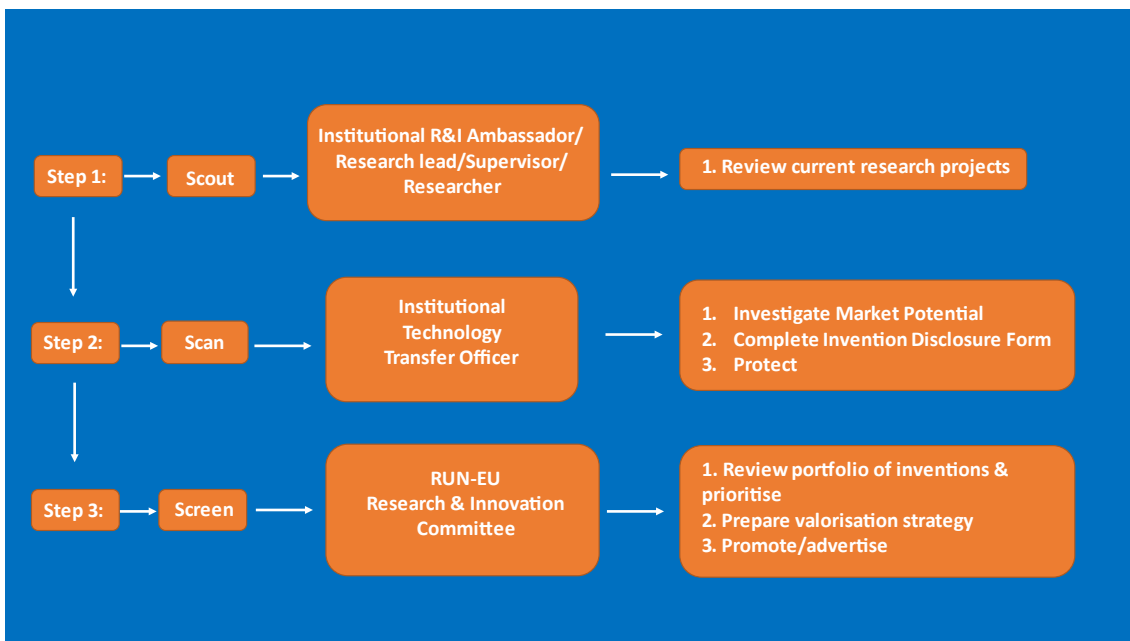 Step 1:
Scout
Institutional R&I Ambassador/
Research lead/Supervisor/
Researcher
1. Review current research projects
Step 2:
Scan
Institutional
Technology
Transfer Officer
1. Investigate Market Potential
2. Complete Invention Disclosure Form
3. Protect
Step 3:
Screen
RUN-EU
Research & Innovation
Committee
1. Review portfolio of inventions &
prioritise
2. Prepare valorisation strategy
3. Promote/advertise